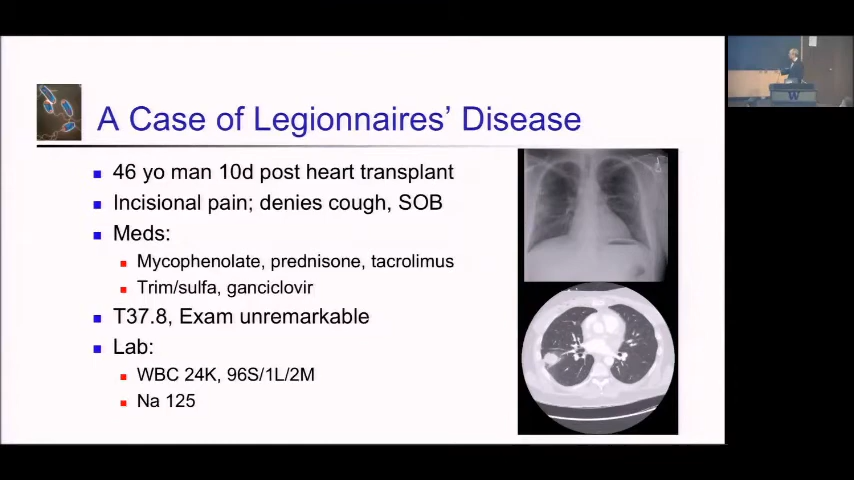 A Case of Legionnaires' Disease
46 yo man 10d post heart transplant
Incisional pain; denies cough, SOB
Meds:
Mycophenolate, prednisone, tacrolimus
Trim/sulfa, ganciclovir
T37.8, Exam unremarkable
Lab:
WBC 24K, 96S/1L/2M
Na 125
W